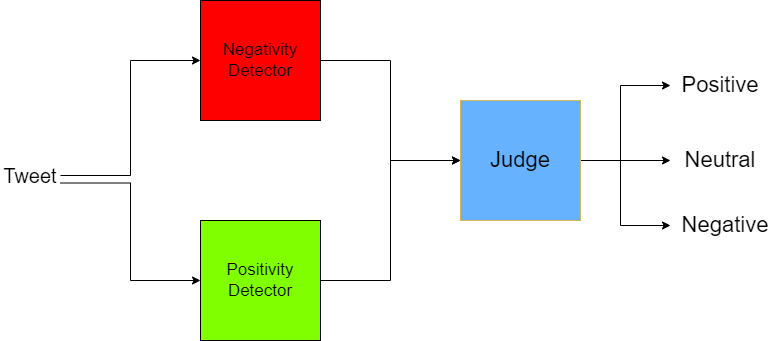 Tweet
Negativity
Detector
Positivity
Detector
Judge
Positive
Neutral
Negative